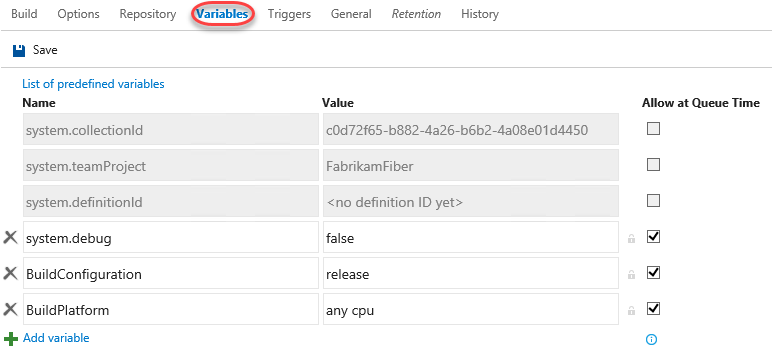 Build Options Repository Variables Triggers General Retention History
Save
List of predefined variables
Name Value Allow at Queue Time
system.collectionId c0d72f65-b882-4a26-b6b2-4a08e01d4450
system.teamProject FabrikamFiber
system.definitionId <no definition ID yet>
system.debug false
BuildConfiguration release
BuildPlatform any cpu
Add variable